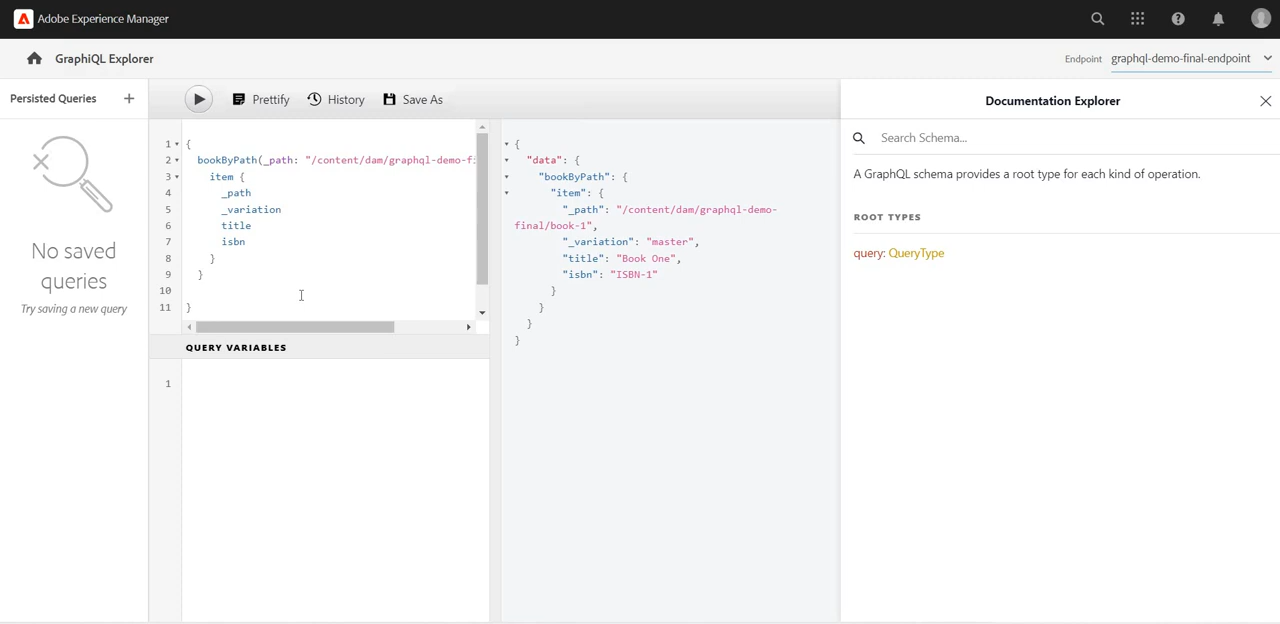 Adobe Experience Manager
GraphiQL Explorer
Endpoint graphql-demo-final-endpoint
Persisted Queries +
No saved
queries
Try saving a new query
Prettify History Save As
1 {
2 bookByPath(_path: "/content/dam/graphql-demo-fi
3 item {
4 _path
5 _variation
6 title
7 isbn
8 }
9 }
10
11 }
QUERY VARIABLES
1
{
"data": {
"bookByPath": {
"item": {
"_path": "/content/dam/graphql-demo-
final/book-1",
"_variation": "master",
"title": "Book One",
"isbn": "ISBN-1"
}
}
}
}
Documentation Explorer
Search Schema...
A GraphQL schema provides a root type for each kind of operation.
ROOT TYPES
query: QueryType